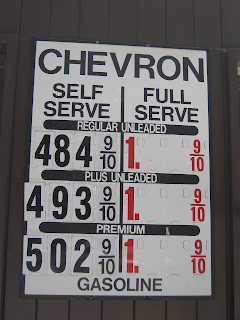 CHEVRON
SELF FULL
SERVE SERVE
REGULAR UNLEADED
484 9/10 1. 9/10
PLUS UNLEADED
493 9/10 1. 9/10
PREMIUM
502 9/10 1. 9/10
GASOLINE